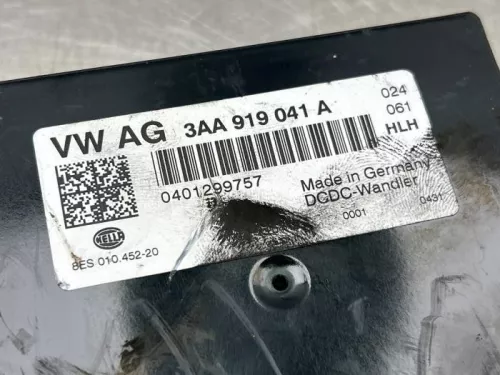 VW AG 3AA 919 041 A
024
061
HLH
0401299757
Made in Germany
DCDC-Wandler
0001 0431
HELLA
8ES 010.452-20